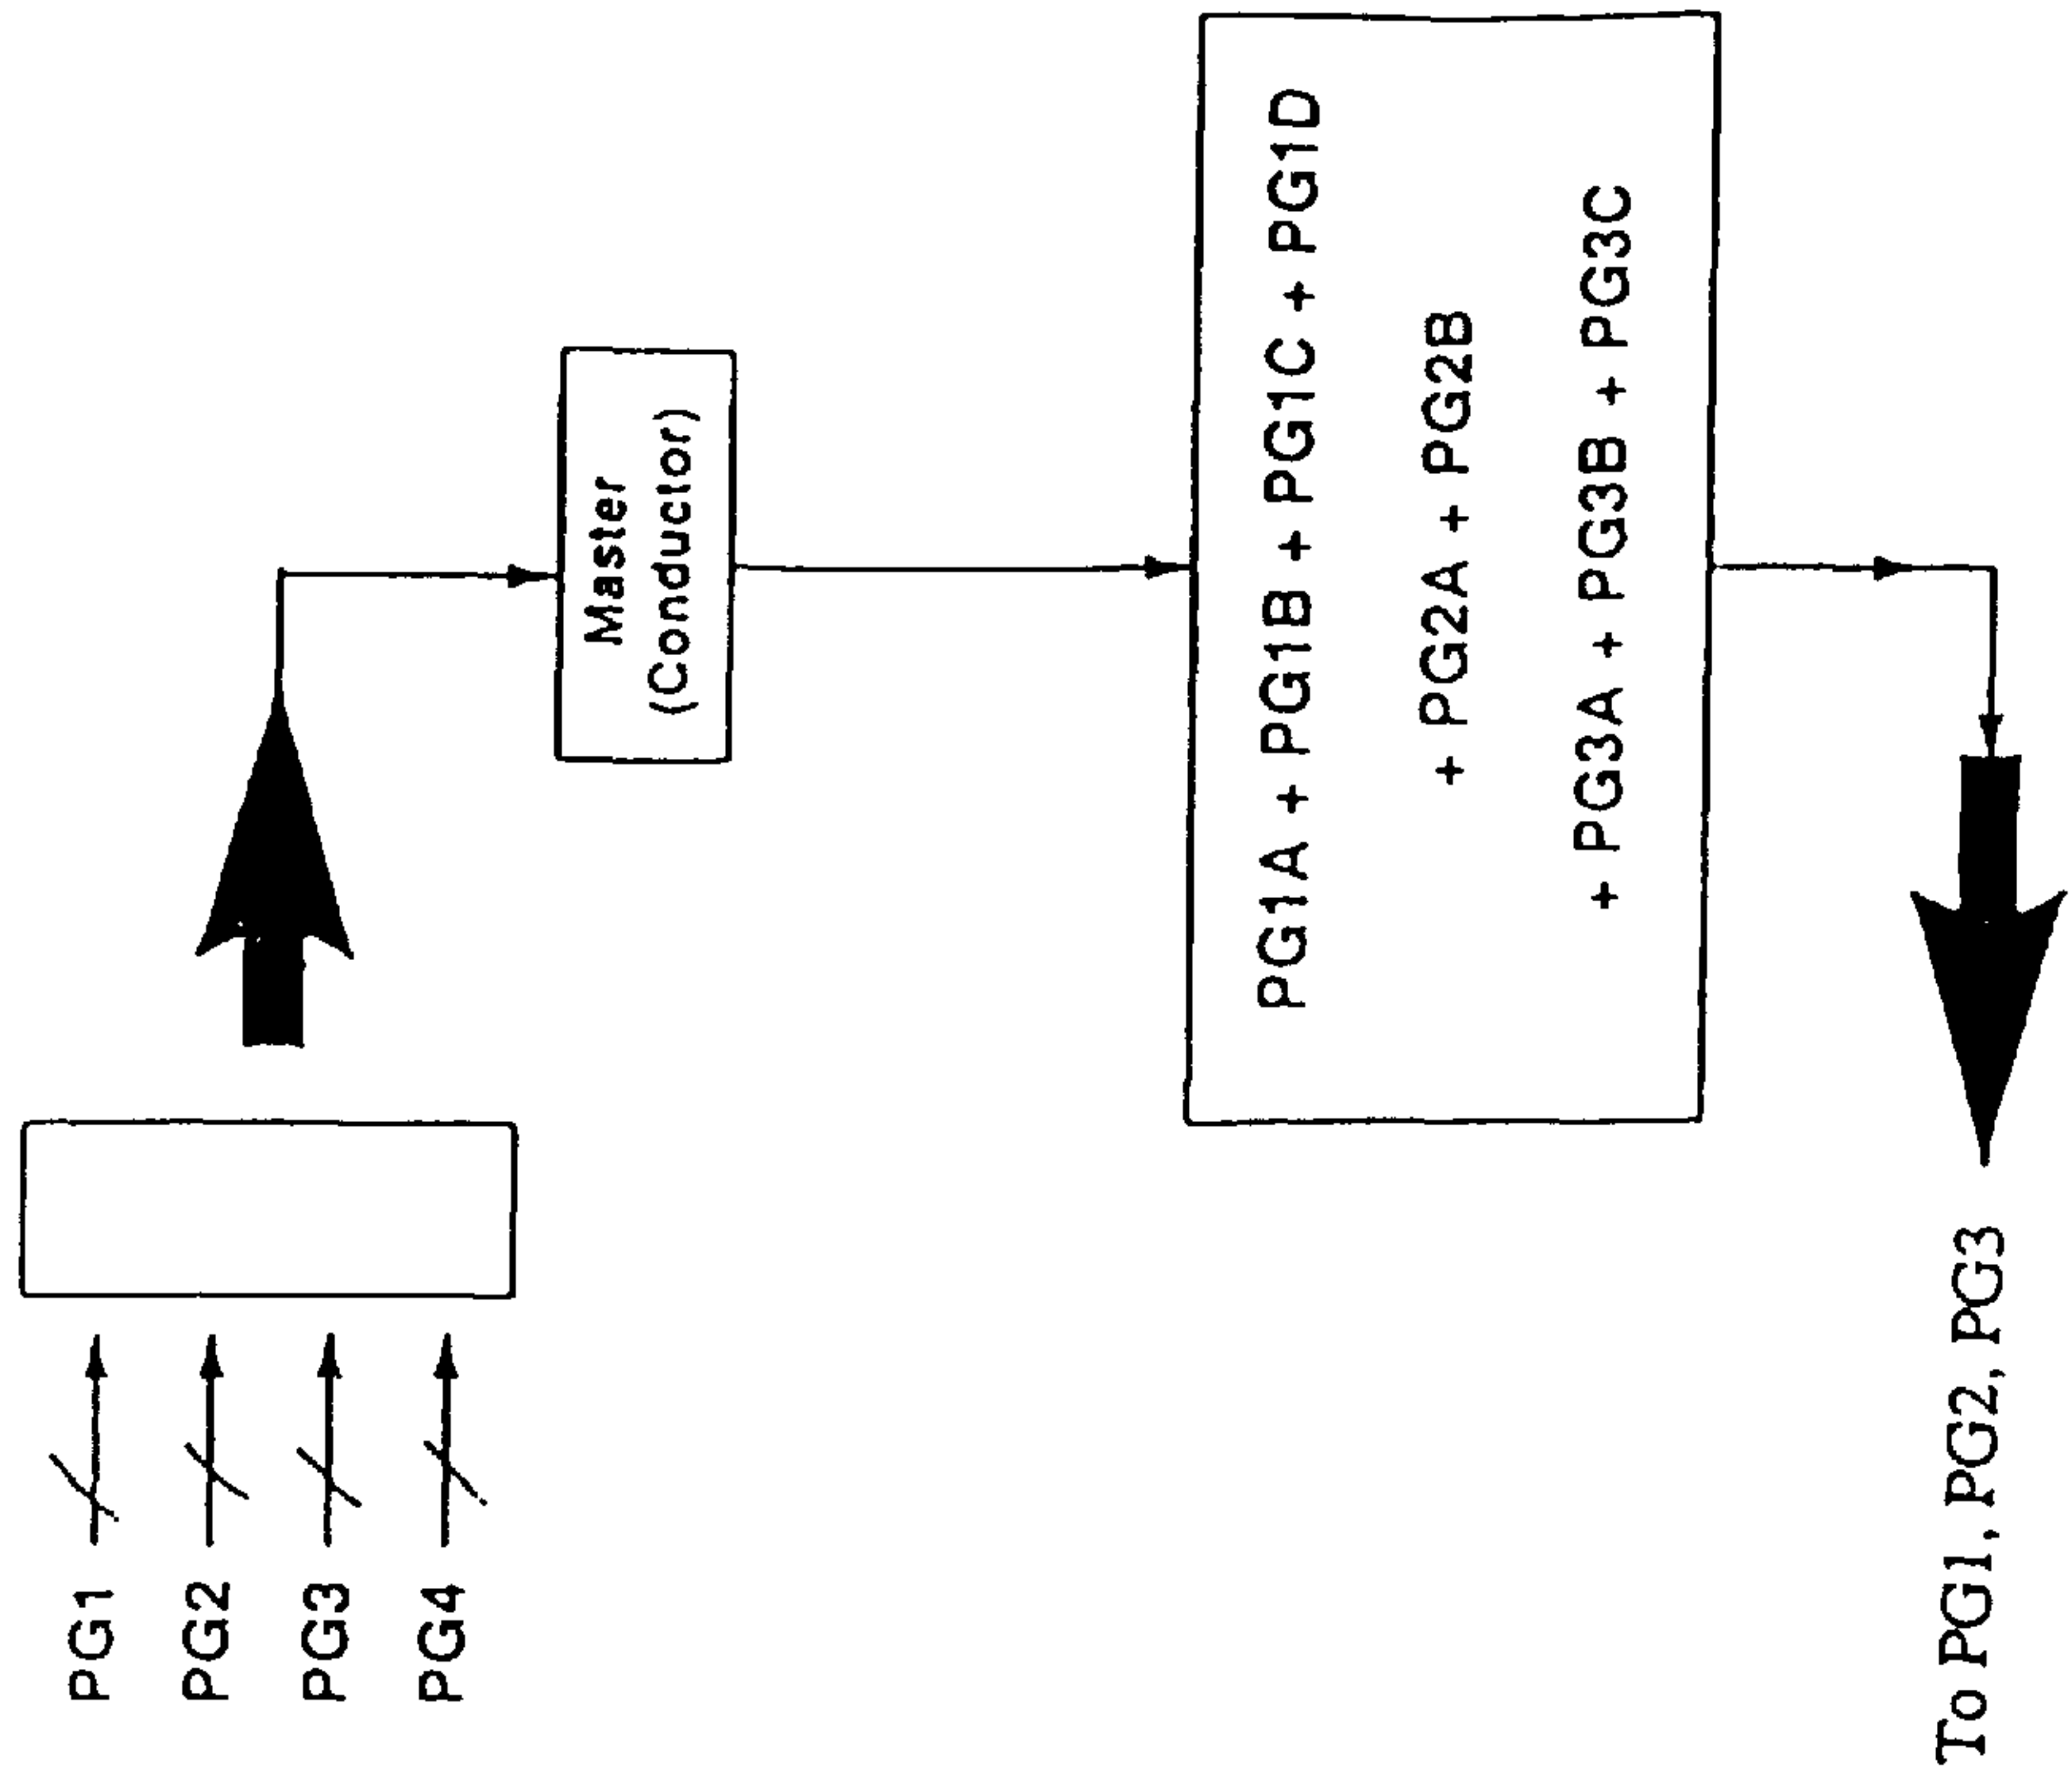 PG1
PG2
PG3
PG4
Master
(Conductor)
PG1A + PG1B + PG1C + PG1D
+ PG2A + PG2B
+ PG3A + PG3B + PG3C
To PG1, PG2, PG3